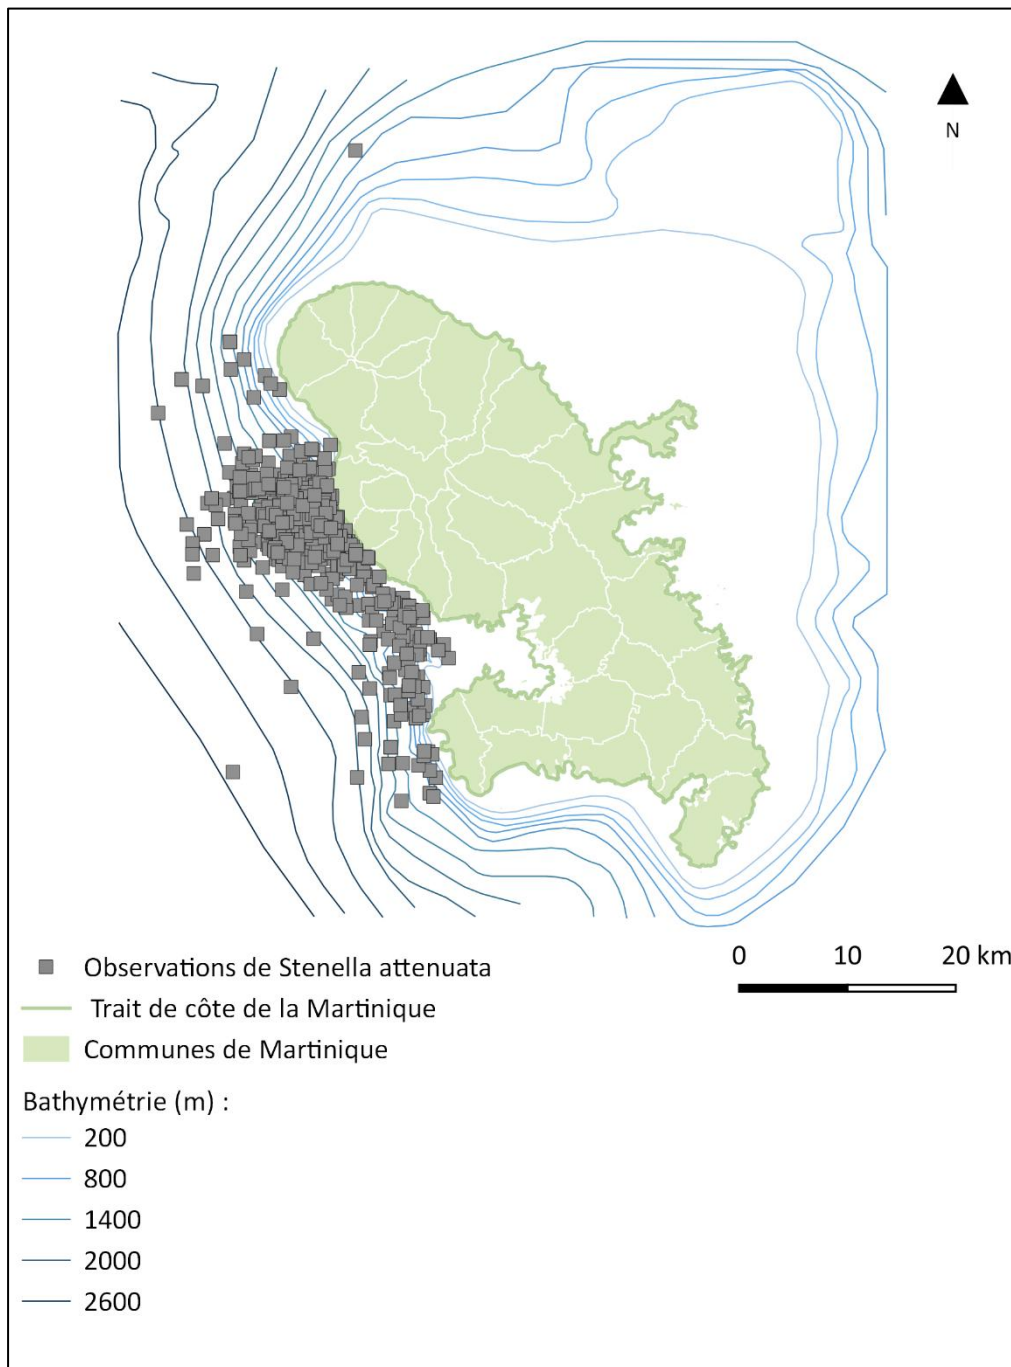 N
0 10 20 km
Observations de Stenella attenuata
Trait de côte de la Martinique
Communes de Martinique
Bathymétrie (m) :
200
800
1400
2000
2600